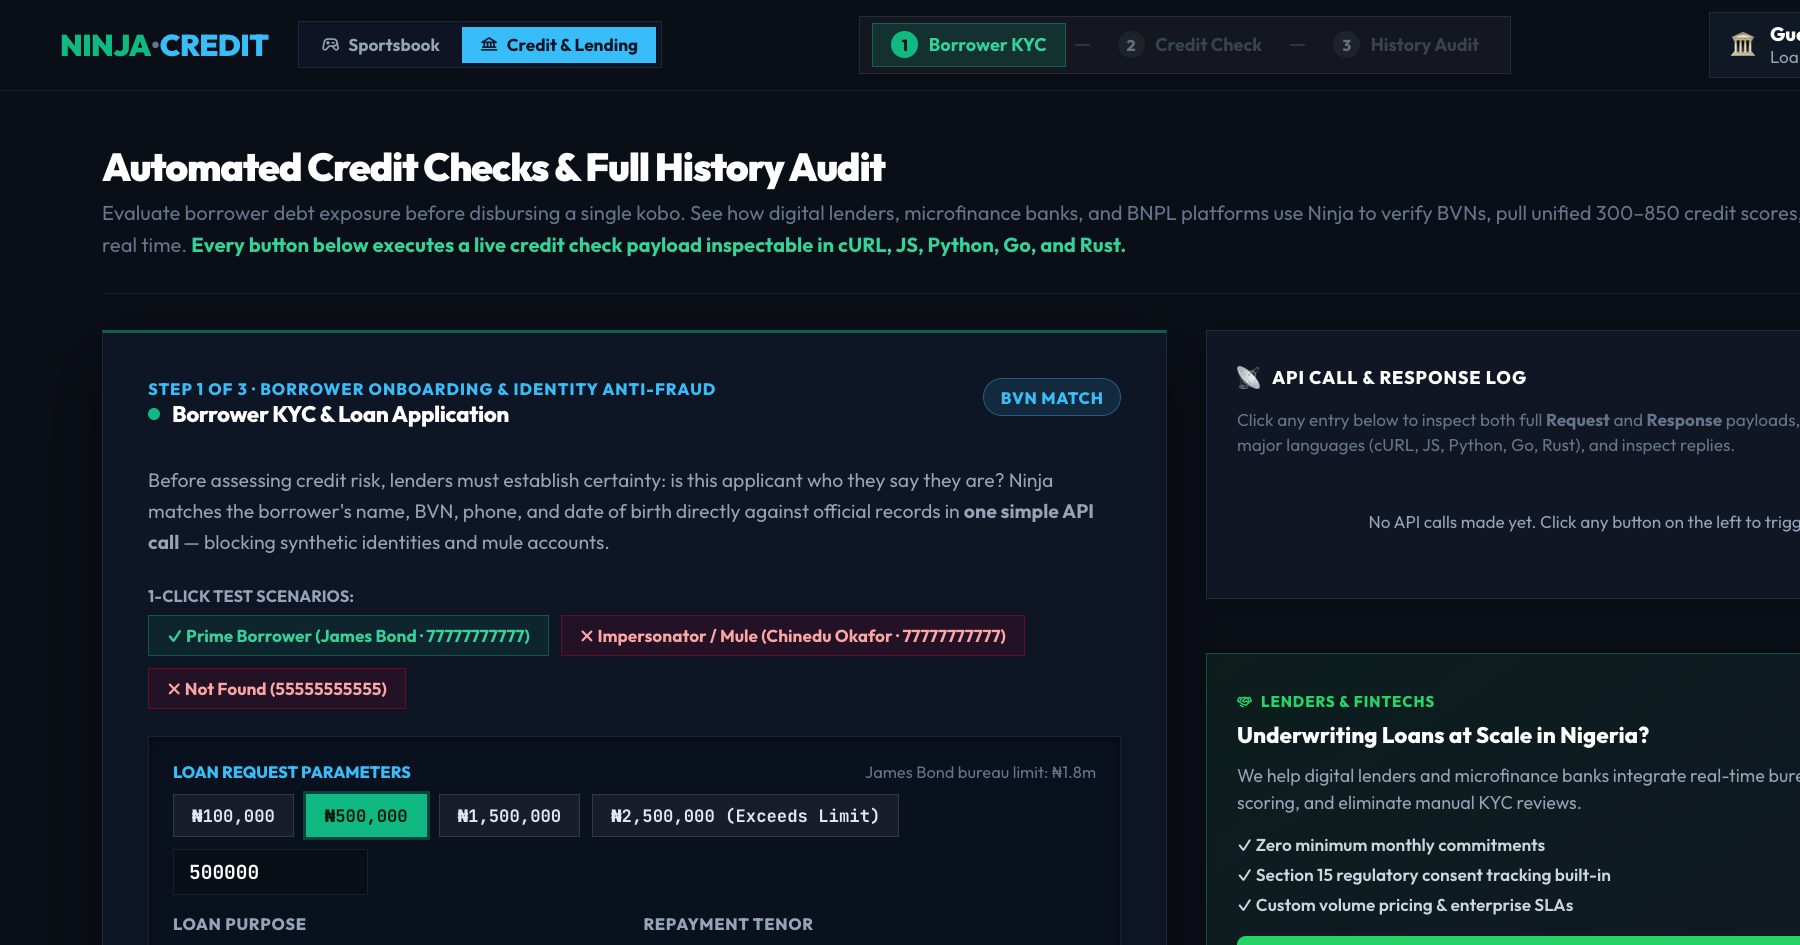 NINJA•CREDIT
Sportsbook
Credit & Lending
1 Borrower KYC
2 Credit Check
3 History Audit
Gue
Loa
Automated Credit Checks & Full History Audit
Evaluate borrower debt exposure before disbursing a single kobo. See how digital lenders, microfinance banks, and BNPL platforms use Ninja to verify BVNs, pull unified 300–850 credit scores,
real time. Every button below executes a live credit check payload inspectable in cURL, JS, Python, Go, and Rust.
STEP 1 OF 3 · BORROWER ONBOARDING & IDENTITY ANTI-FRAUD
Borrower KYC & Loan Application
BVN MATCH
Before assessing credit risk, lenders must establish certainty: is this applicant who they say they are? Ninja
matches the borrower's name, BVN, phone, and date of birth directly against official records in one simple API
call — blocking synthetic identities and mule accounts.
1-CLICK TEST SCENARIOS:
✓ Prime Borrower (James Bond · 77777777777)
✕ Impersonator / Mule (Chinedu Okafor · 77777777777)
✕ Not Found (55555555555)
LOAN REQUEST PARAMETERS
James Bond bureau limit: ₦1.8m
₦100,000
₦500,000
₦1,500,000
₦2,500,000 (Exceeds Limit)
500000
LOAN PURPOSE
REPAYMENT TENOR
API CALL & RESPONSE LOG
Click any entry below to inspect both full Request and Response payloads,
major languages (cURL, JS, Python, Go, Rust), and inspect replies.
No API calls made yet. Click any button on the left to trigg
LENDERS & FINTECHS
Underwriting Loans at Scale in Nigeria?
We help digital lenders and microfinance banks integrate real-time bure
scoring, and eliminate manual KYC reviews.
✓ Zero minimum monthly commitments
✓ Section 15 regulatory consent tracking built-in
✓ Custom volume pricing & enterprise SLAs